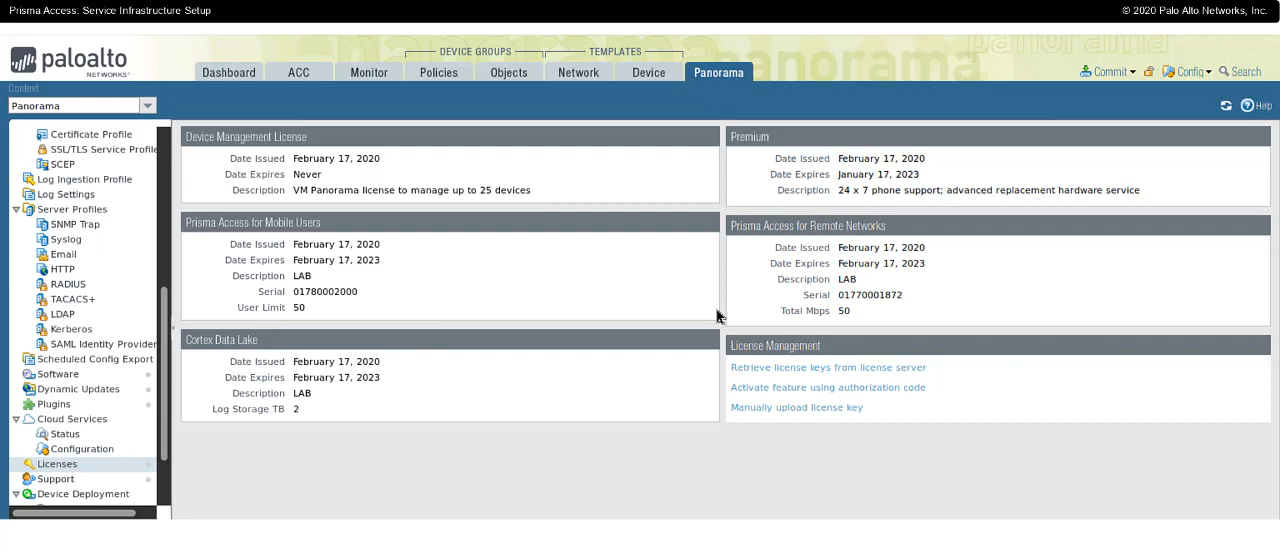 Prisma Access: Service Infrastructure Setup
© 2020 Palo Alto Networks, Inc.
paloalto
NETWORKS
DEVICE GROUPS
TEMPLATES
Dashboard
ACC
Monitor
Policies
Objects
Network
Device
Panorama
Commit
Config
Search
Context
Panorama
Help
Certificate Profile
SSL/TLS Service Profile
SCEP
Log Ingestion Profile
Log Settings
Server Profiles
SNMP Trap
Syslog
Email
HTTP
RADIUS
TACACS+
LDAP
Kerberos
SAML Identity Provider
Scheduled Config Export
Software
Dynamic Updates
Plugins
Cloud Services
Status
Configuration
Licenses
Support
Device Deployment
Device Management License
Date Issued February 17, 2020
Date Expires Never
Description VM Panorama license to manage up to 25 devices
Prisma Access for Mobile Users
Date Issued February 17, 2020
Date Expires February 17, 2023
Description LAB
Serial 01780002000
User Limit 50
Cortex Data Lake
Date Issued February 17, 2020
Date Expires February 17, 2023
Description LAB
Log Storage TB 2
Premium
Date Issued February 17, 2020
Date Expires January 17, 2023
Description 24 x 7 phone support; advanced replacement hardware service
Prisma Access for Remote Networks
Date Issued February 17, 2020
Date Expires February 17, 2023
Description LAB
Serial 01770001872
Total Mbps 50
License Management
Retrieve license keys from license server
Activate feature using authorization code
Manually upload license key